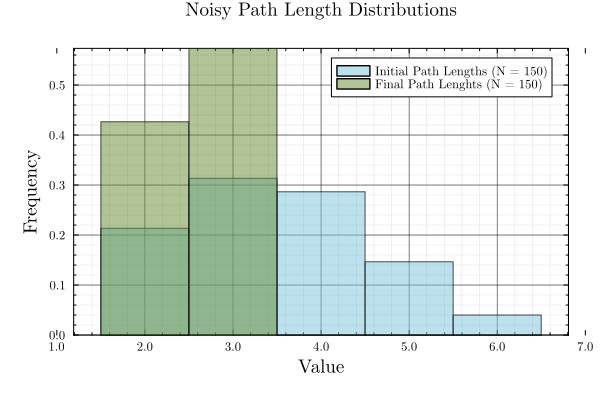 Noisy Path Length Distributions
Initial Path Lengths (N = 150)
Final Path Lenghts (N = 150)
Frequency
0.5
0.4
0.3
0.2
0.1
0.0
1.0 2.0 3.0 4.0 5.0 6.0 7.0
Value